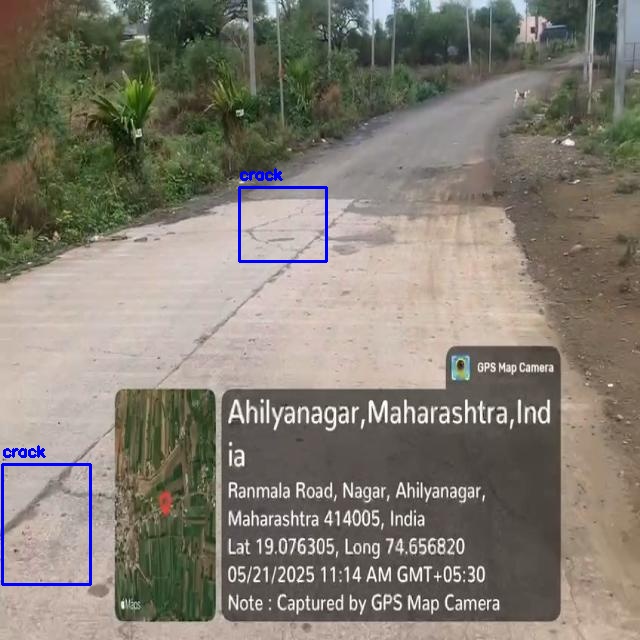 crack
GPS Map Camera
Ahilyanagar,Maharashtra,Ind
ia
Ranmala Road, Nagar, Ahilyanagar,
Maharashtra 414005, India
Lat 19.076305, Long 74.656820
05/21/2025 11:14 AM GMT+05:30
Note : Captured by GPS Map Camera
crack
Maps